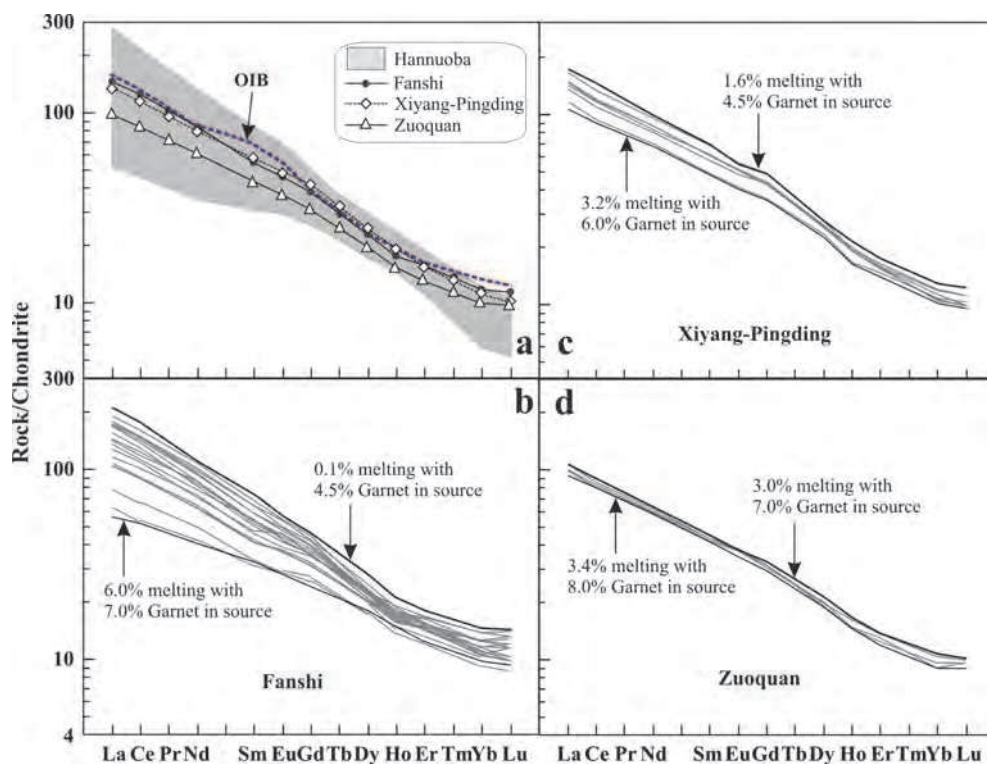 Rock/Chondrite
300
100
10
300
100
10
4
a
OIB
Hannuoba
Fanshi
Xiyang-Pingding
Zuoquan
c
1.6% melting with
4.5% Garnet in source
3.2% melting with
6.0% Garnet in source
Xiyang-Pingding
b
0.1% melting with
4.5% Garnet in source
6.0% melting with
7.0% Garnet in source
Fanshi
d
3.0% melting with
7.0% Garnet in source
3.4% melting with
8.0% Garnet in source
Zuoquan
La Ce Pr Nd Sm Eu Gd Tb Dy Ho Er Tm Yb Lu
La Ce Pr Nd Sm Eu Gd Tb Dy Ho Er Tm Yb Lu